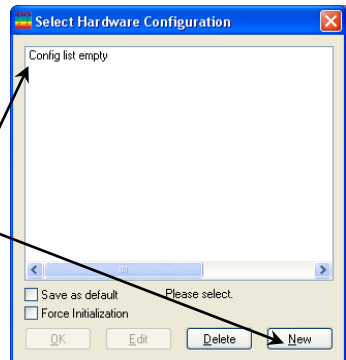 Select Hardware Configuration
Config list empty
Save as default Please select.
Force Initialization
OK Edit Delete New